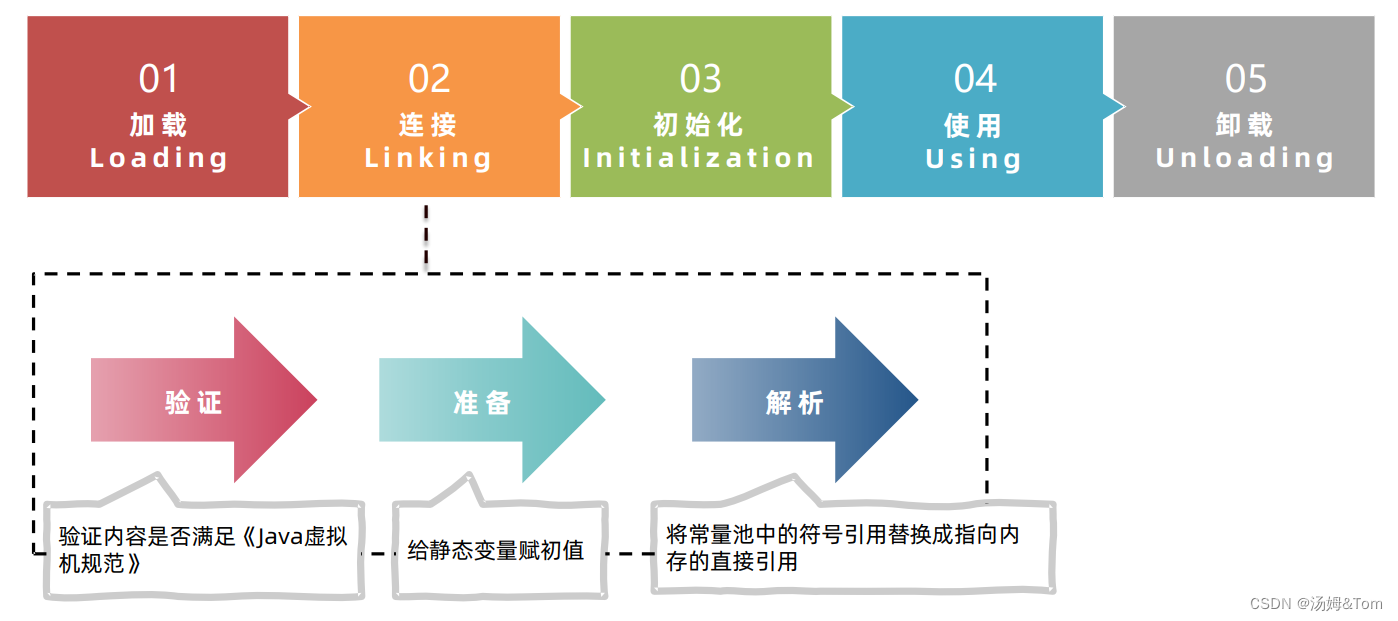 01
加载
Loading
02
连接
Linking
03
初始化
Initialization
04
使用
Using
05
卸载
Unloading
验证
准备
解析
验证内容是否满足《Java虚拟
机规范》
给静态变量赋初值
将常量池中的符号引用替换成指向内
存的直接引用
CSDN @汤姆&Tom